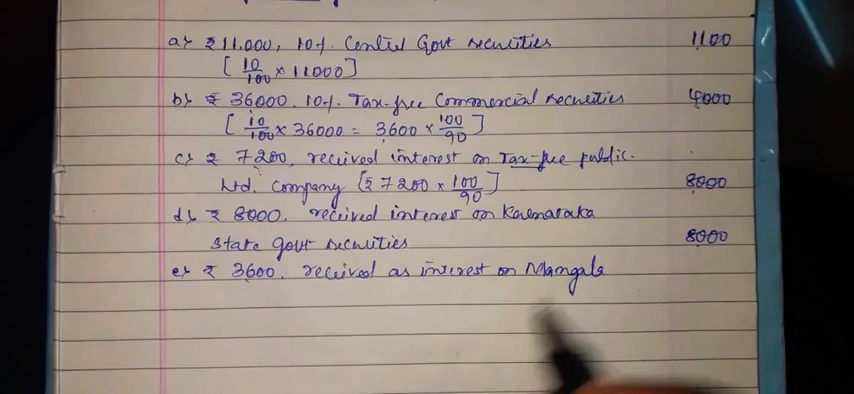 a> ₹11,000, 10%. Central Govt securities 1100
[10/100 × 11000]
b> ₹ 36000. 10%. Tax-free Commercial securities 4000
[10/100 × 36000 = 3600 × 100/90]
c> ₹ 7200, received interest on Tax-free public.
Ltd. Company [₹ 7200 × 100/90] 8000
d> ₹ 8000. received interest on Karnataka
State Govt securities 8000
e> ₹ 3600. received as interest on Mangala